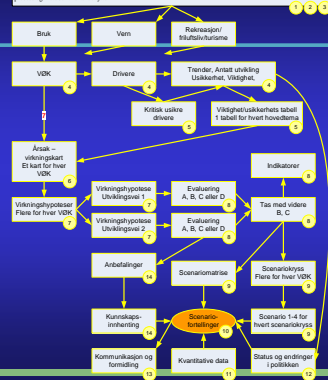 1 2 3
Bruk
Vern
Rekreasjon/
friluftsliv/turisme
VØK
4
Drivere
4
Trender, Antatt utvikling
Usikkerhet, Viktighet,
4
Kritisk usikre
drivere
5
Viktighet/usikkerhets tabell
1 tabell for hvert hovedtema
5
7
Årsak –
virkningskart
Et kart for hver
VØK
6
Indikatorer
8
Virkningshypoteser
Flere for hver VØK
7
Virkningshypotese
Utviklingsvei 1
7
Evaluering
A, B, C eller D
8
Virkningshypotese
Utviklingsvei 2
7
Evaluering
A, B, C eller D
8
Tas med videre
B, C
8
Anbefalinger
14
Scenariomatrise
9
Scenariokryss
Flere for hver VØK
9
Kunnskaps-
innhenting
14
Scenario-
fortellinger
10
Scenario 1-4 for
hvert scenariokryss
9
Kommunikasjon og
formidling
13
Kvantitative data
11
Status og endringer
i politikken
12